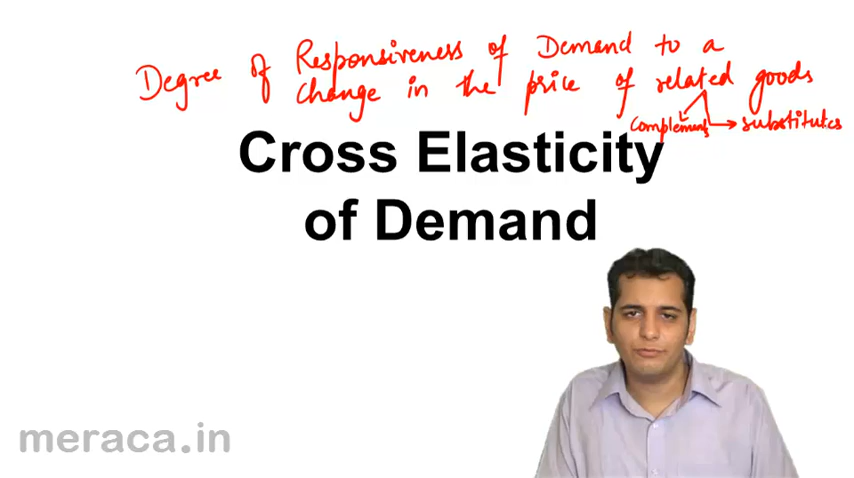 Degree of Responsiveness of Demand to a
change in the price of related goods
complements → substitutes
Cross Elasticity
of Demand
meraca.in